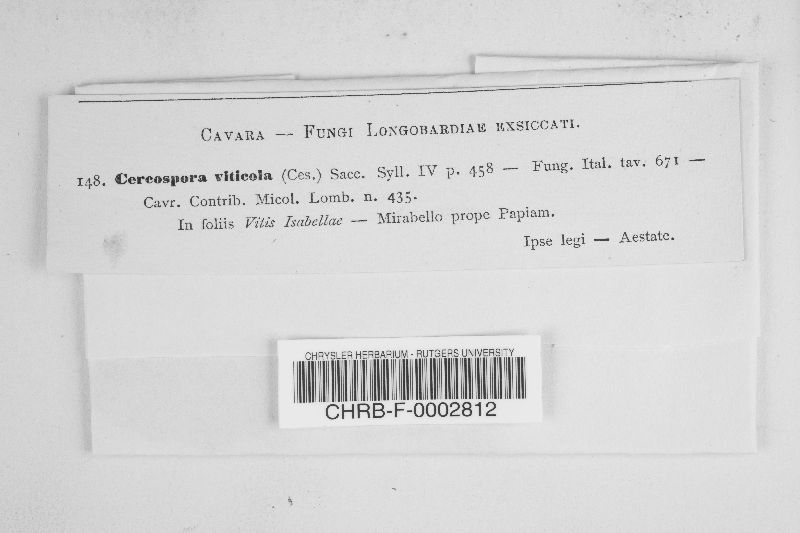 CAVARA — FUNGI LONGOBARDIAE EXSICCATI.
148. Cercospora viticola (Ces.) Sacc. Syll. IV p. 458 — Fung. Ital. tav. 671 —
Cavr. Contrib. Micol. Lomb. n. 435.
In foliis Vitis Isabellae — Mirabello prope Papiam.
Ipse legi — Aestate.
CHRYSLER HERBARIUM - RUTGERS UNIVERSITY
CHRB-F-0002812